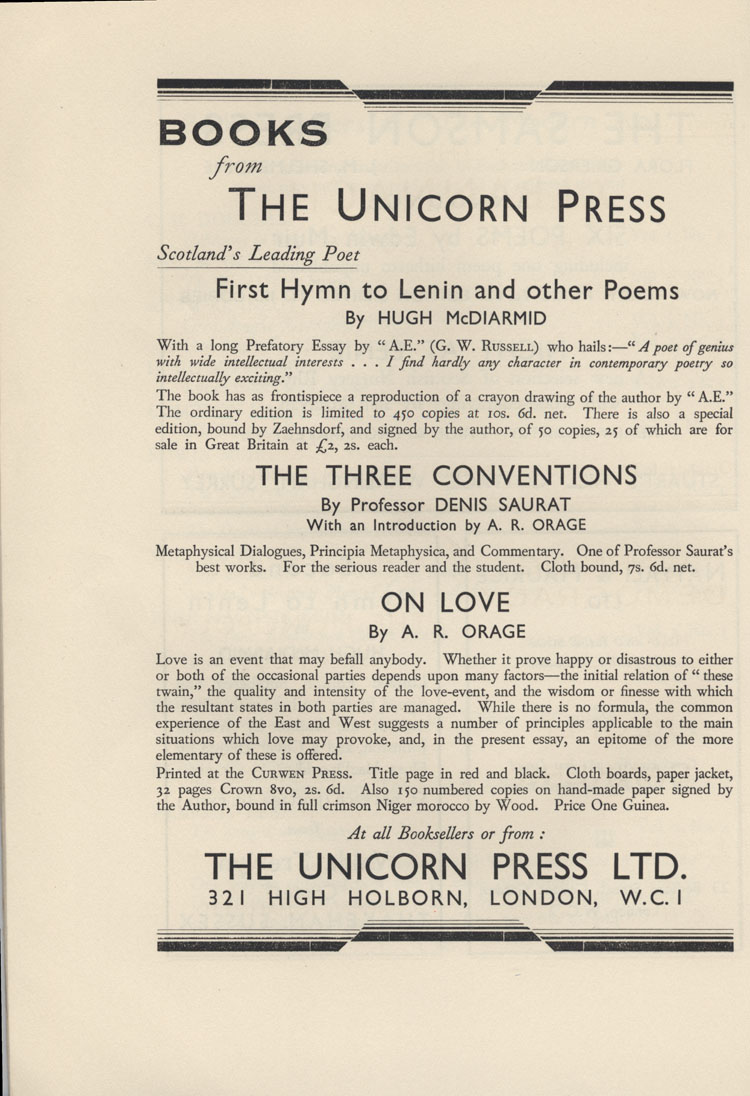 BOOKS
from
THE UNICORN PRESS
Scotland's Leading Poet
First Hymn to Lenin and other Poems
By HUGH McDIARMID
With a long Prefatory Essay by " A.E." (G. W. RUSSELL) who hails:—" A poet of genius
with wide intellectual interests . . . I find hardly any character in contemporary poetry so
intellectually exciting."
The book has as frontispiece a reproduction of a crayon drawing of the author by " A.E."
The ordinary edition is limited to 450 copies at 10s. 6d. net. There is also a special
edition, bound by Zaehnsdorf, and signed by the author, of 50 copies, 25 of which are for
sale in Great Britain at £2, 2s. each.
THE THREE CONVENTIONS
By Professor DENIS SAURAT
With an Introduction by A. R. ORAGE
Metaphysical Dialogues, Principia Metaphysica, and Commentary. One of Professor Saurat's
best works. For the serious reader and the student. Cloth bound, 7s. 6d. net.
ON LOVE
By A. R. ORAGE
Love is an event that may befall anybody. Whether it prove happy or disastrous to either
or both of the occasional parties depends upon many factors—the initial relation of " these
twain," the quality and intensity of the love-event, and the wisdom or finesse with which
the resultant states in both parties are managed. While there is no formula, the common
experience of the East and West suggests a number of principles applicable to the main
situations which love may provoke, and, in the present essay, an epitome of the more
elementary of these is offered.
Printed at the CURWEN PRESS. Title page in red and black. Cloth boards, paper jacket,
32 pages Crown 8vo, 2s. 6d. Also 150 numbered copies on hand-made paper signed by
the Author, bound in full crimson Niger morocco by Wood. Price One Guinea.
At all Booksellers or from :
THE UNICORN PRESS LTD.
321 HIGH HOLBORN, LONDON, W.C.1